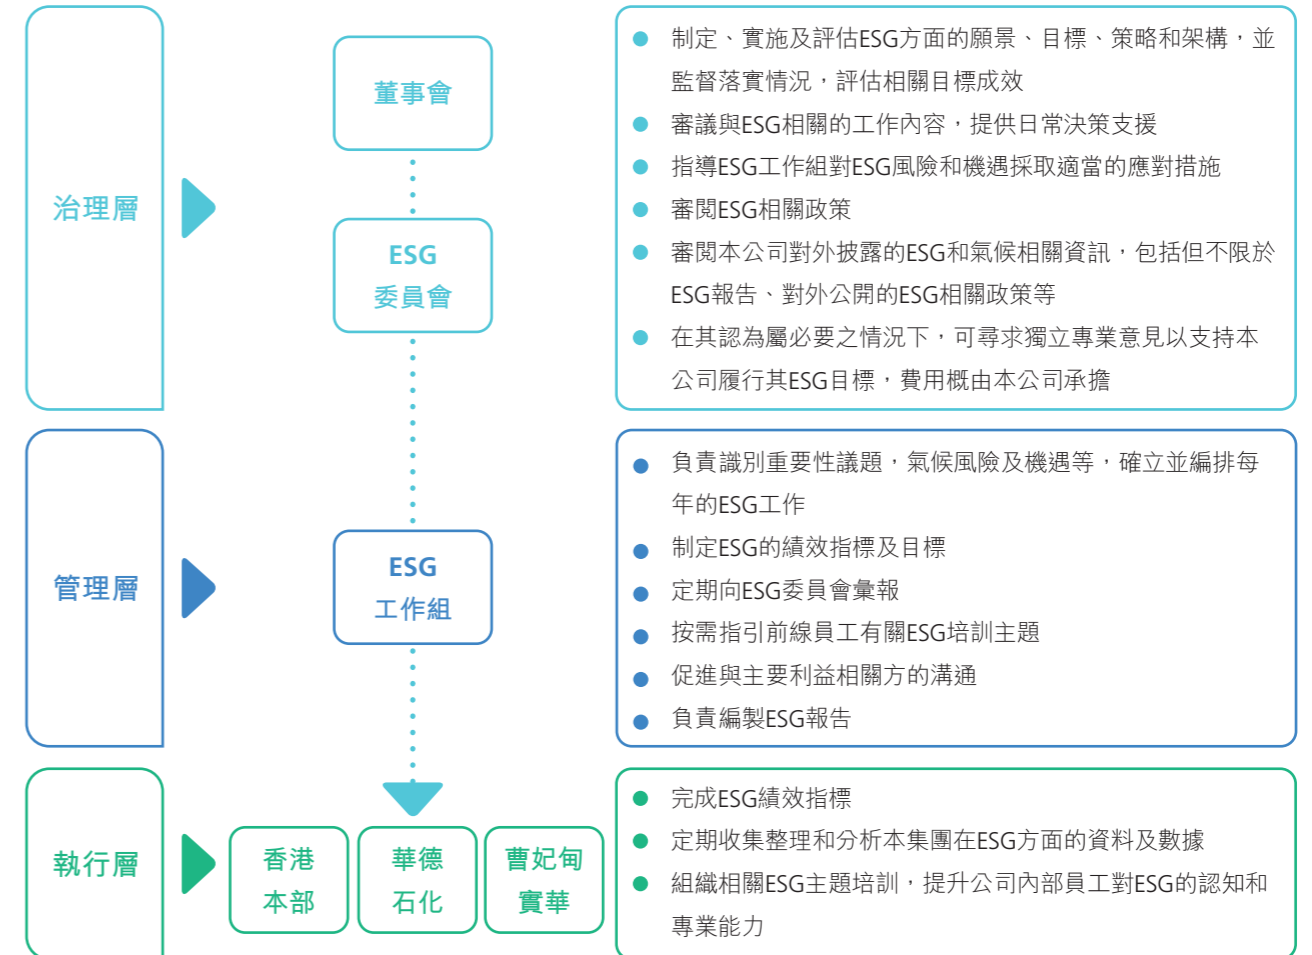 治理層
董事會
ESG
委員會
制定、實施及評估ESG方面的願景、目標、策略和架構，並
監督落實情況，評估相關目標成效
審議與ESG相關的工作內容，提供日常決策支援
指導ESG工作組對ESG風險和機遇採取適當的應對措施
審閱ESG相關政策
審閱本公司對外披露的ESG和氣候相關資訊，包括但不限於
ESG報告、對外公開的ESG相關政策等
在其認為屬必要之情況下，可尋求獨立專業意見以支持本
公司履行其ESG目標，費用概由本公司承擔
管理層
ESG
工作組
負責識別重要性議題，氣候風險及機遇等，確立並編排每
年的ESG工作
制定ESG的績效指標及目標
定期向ESG委員會彙報
按需指引前線員工有關ESG培訓主題
促進與主要利益相關方的溝通
負責編製ESG報告
執行層
香港
本部
華德
石化
曹妃甸
實華
完成ESG績效指標
定期收集整理和分析本集團在ESG方面的資料及數據
組織相關ESG主題培訓，提升公司內部員工對ESG的認知和
專業能力